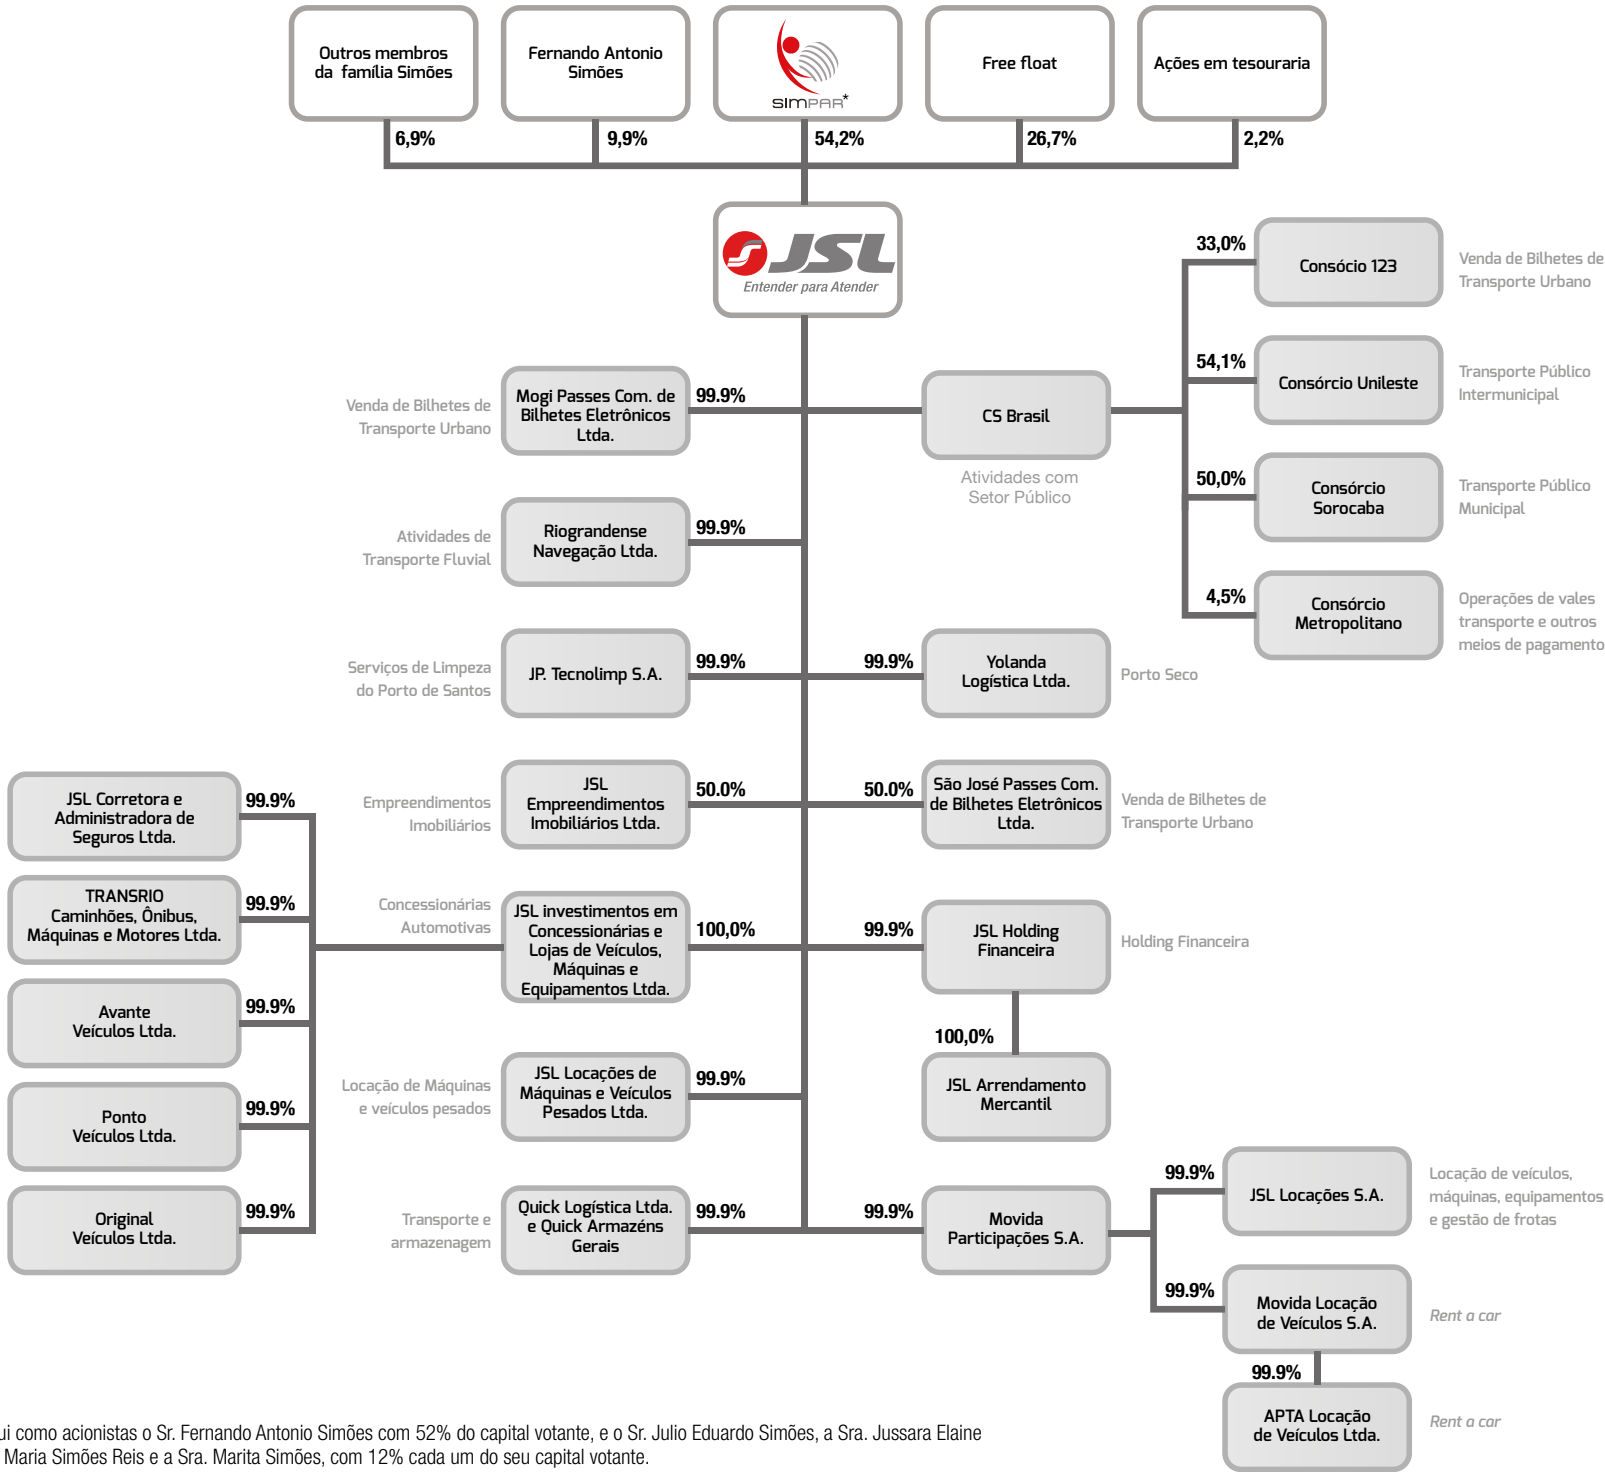 Outros membros
da família Simões
Fernando Antonio
Simões
SIMPAR*
Free float
Ações em tesouraria
6,9%
9,9%
54,2%
26,7%
2,2%
JSL
Entender para Atender
33,0%
Consócio 123
Venda de Bilhetes de
Transporte Urbano
54,1%
Consórcio Unileste
Transporte Público
Intermunicipal
50,0%
Consórcio
Sorocaba
Transporte Público
Municipal
4,5%
Consórcio
Metropolitano
Operações de vales
transporte e outros
meios de pagamento
Venda de Bilhetes de
Transporte Urbano
Mogi Passes Com. de
Bilhetes Eletrônicos
Ltda.
99.9%
CS Brasil
Atividades com
Setor Público
Atividades de
Transporte Fluvial
Riograndense
Navegação Ltda.
99.9%
Serviços de Limpeza
do Porto de Santos
JP. Tecnolimp S.A.
99.9%
99.9%
Yolanda
Logística Ltda.
Porto Seco
Empreendimentos
Imobiliários
JSL
Empreendimentos
Imobiliários Ltda.
50.0%
50.0%
São José Passes Com.
de Bilhetes Eletrônicos
Ltda.
Venda de Bilhetes de
Transporte Urbano
JSL Corretora e
Administradora de
Seguros Ltda.
99.9%
TRANSRIO
Caminhões, Ônibus,
Máquinas e Motores Ltda.
99.9%
Avante
Veículos Ltda.
99.9%
Ponto
Veículos Ltda.
99.9%
Original
Veículos Ltda.
99.9%
Concessionárias
Automotivas
JSL investimentos em
Concessionárias e
Lojas de Veículos,
Máquinas e
Equipamentos Ltda.
100,0%
99.9%
JSL Holding
Financeira
Holding Financeira
100,0%
JSL Arrendamento
Mercantil
Locação de Máquinas
e veículos pesados
JSL Locações de
Máquinas e Veículos
Pesados Ltda.
99.9%
Transporte e
armazenagem
Quick Logística Ltda.
e Quick Armazéns
Gerais
99.9%
99.9%
Movida
Participações S.A.
99.9%
JSL Locações S.A.
Locação de veículos,
máquinas, equipamentos
e gestão de frotas
99.9%
Movida Locação
de Veículos S.A.
Rent a car
99.9%
APTA Locação
de Veículos Ltda.
Rent a car
ui como acionistas o Sr. Fernando Antonio Simões com 52% do capital votante, e o Sr. Julio Eduardo Simões, a Sra. Jussara Elaine
Maria Simões Reis e a Sra. Marita Simões, com 12% cada um do seu capital votante.